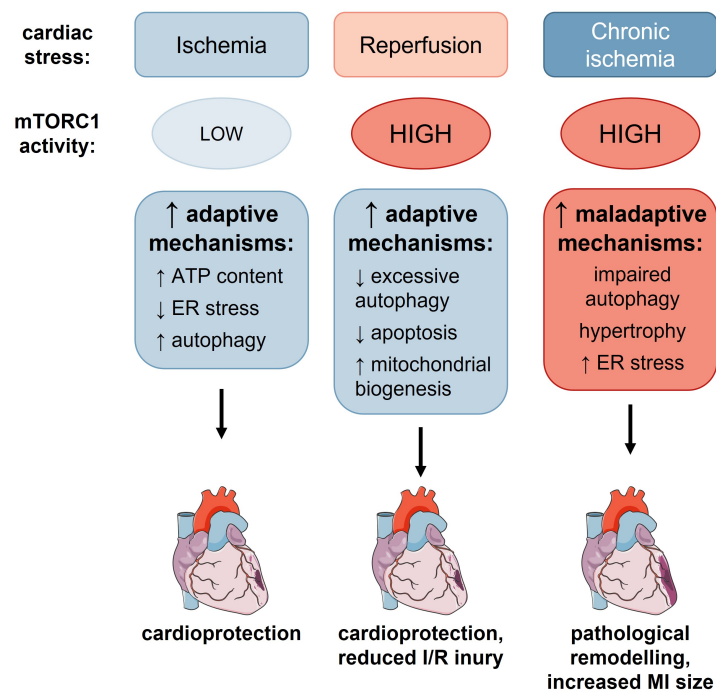 cardiac
stress:
Ischemia
Reperfusion
Chronic
ischemia
mTORC1
activity:
LOW
HIGH
HIGH
↑ adaptive
mechanisms:
↑ ATP content
↓ ER stress
↑ autophagy
↑ adaptive
mechanisms:
↓ excessive
autophagy
↓ apoptosis
↑ mitochondrial
biogenesis
↑ maladaptive
mechanisms:
impaired
autophagy
hypertrophy
↑ ER stress
cardioprotection
cardioprotection,
reduced I/R inury
pathological
remodelling,
increased MI size